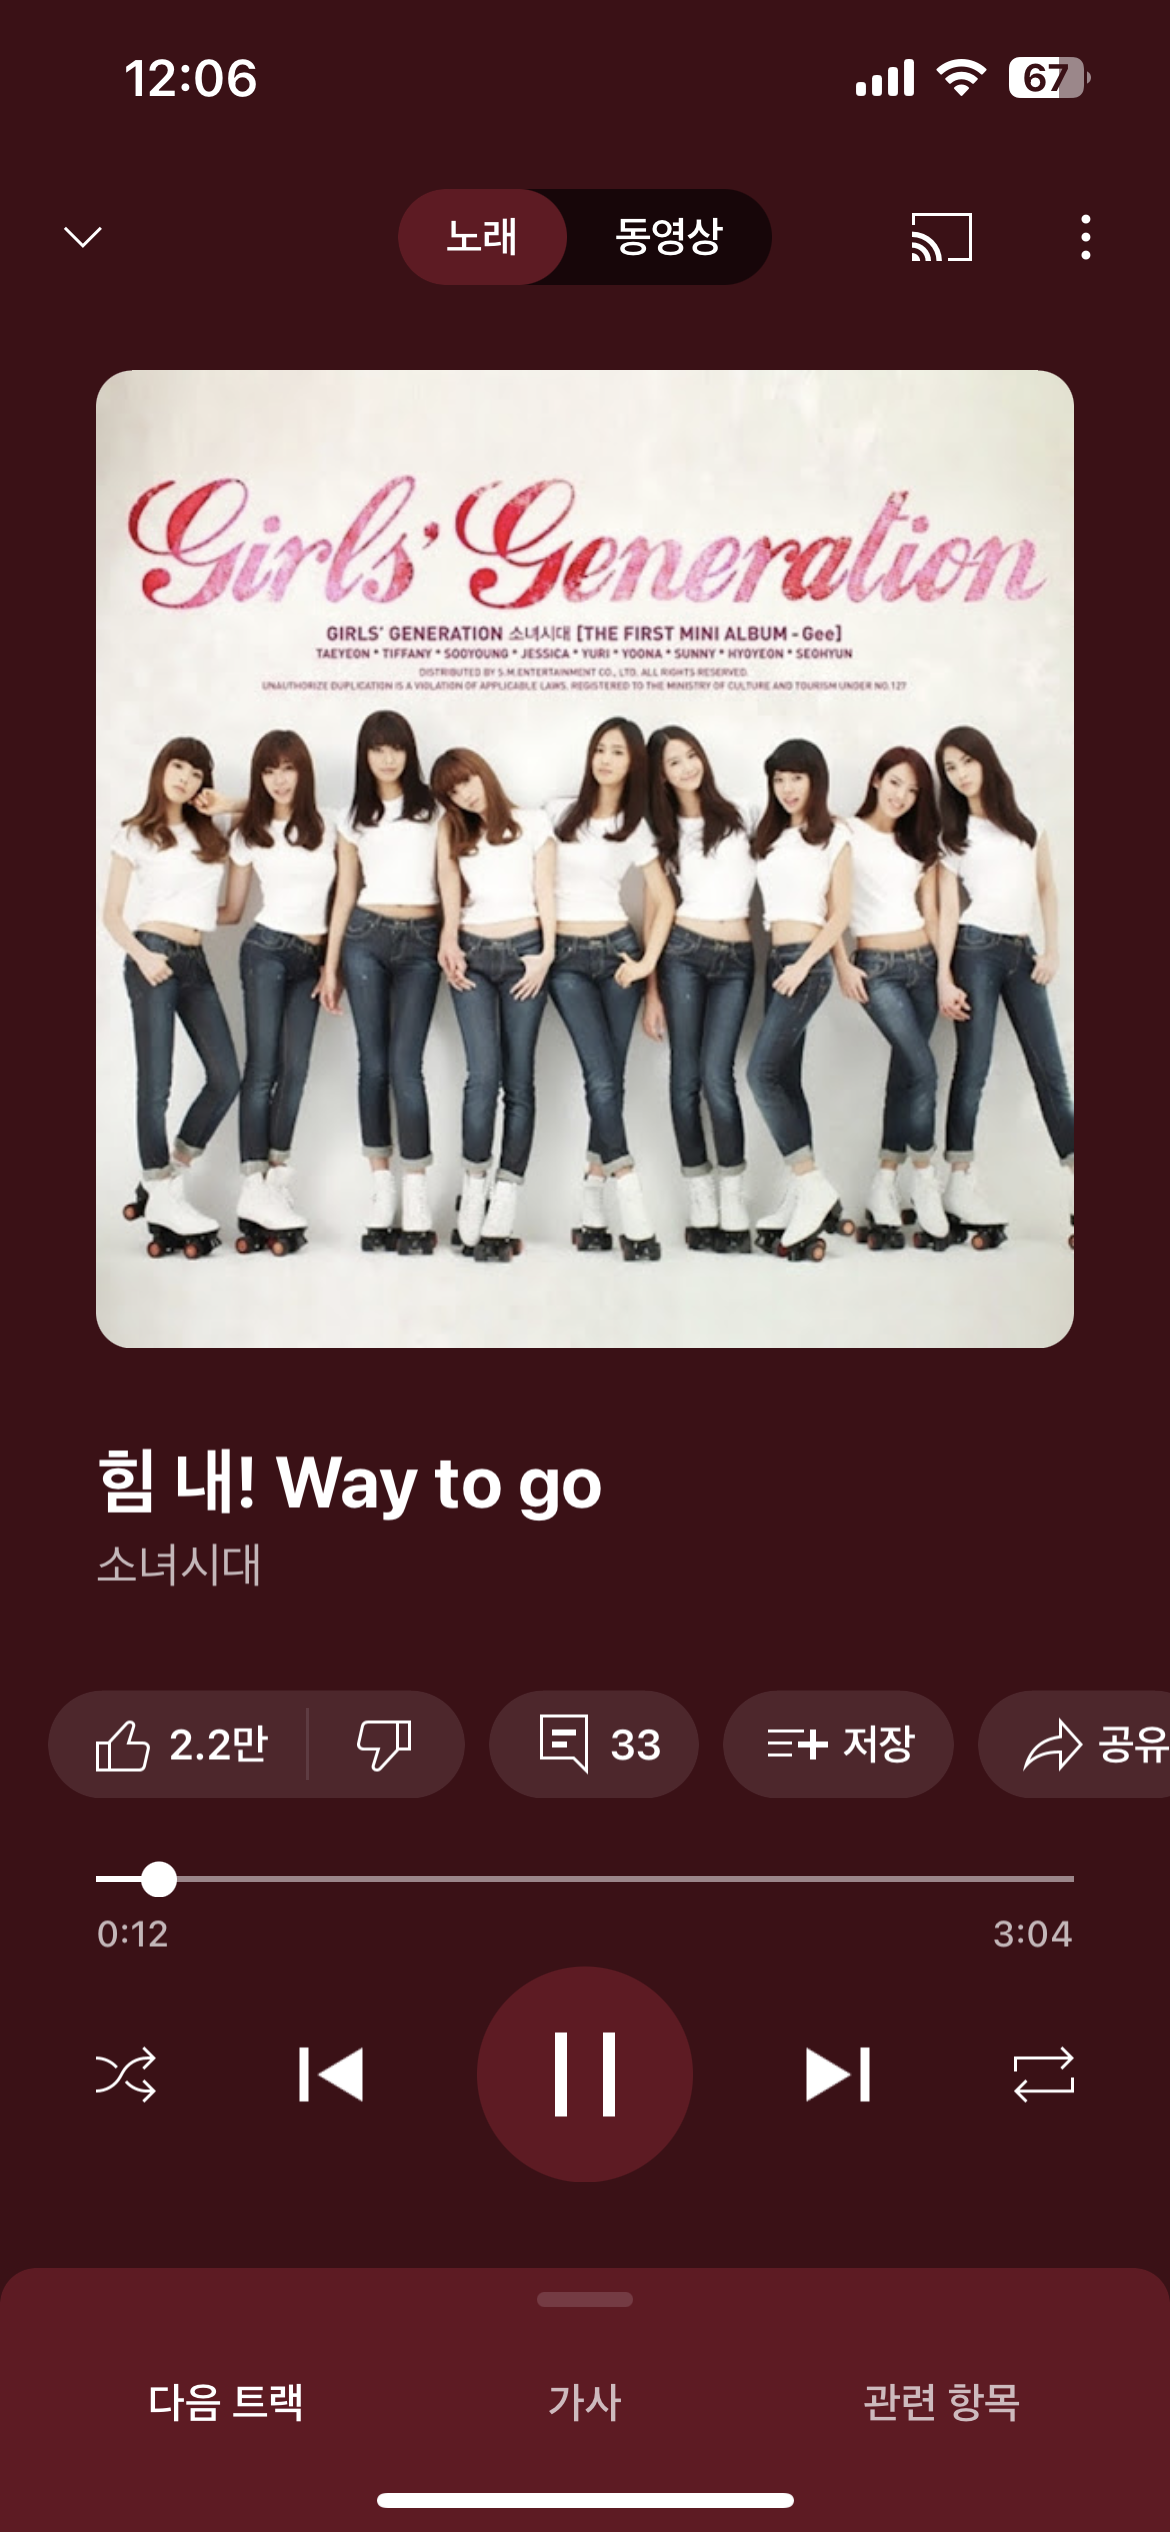 12:06
67
노래 동영상
Girls' Generation
GIRLS' GENERATION 소녀시대 [THE FIRST MINI ALBUM - Gee]
TAEYEON * TIFFANY * SOOYOUNG * JESSICA * YURI * YOONA * SUNNY * HYOYEON * SEOHYUN
DISTRIBUTED BY S.M.ENTERTAINMENT CO., LTD. ALL RIGHTS RESERVED.
UNAUTHORIZE DUPLICATION IS A VIOLATION OF APPLICABLE LAWS. REGISTERED TO THE MINISTRY OF CULTURE AND TOURISM UNDER NO.127
힘 내! Way to go
소녀시대
2.2만 33 저장 공유
0:12 3:04
다음 트랙 가사 관련 항목